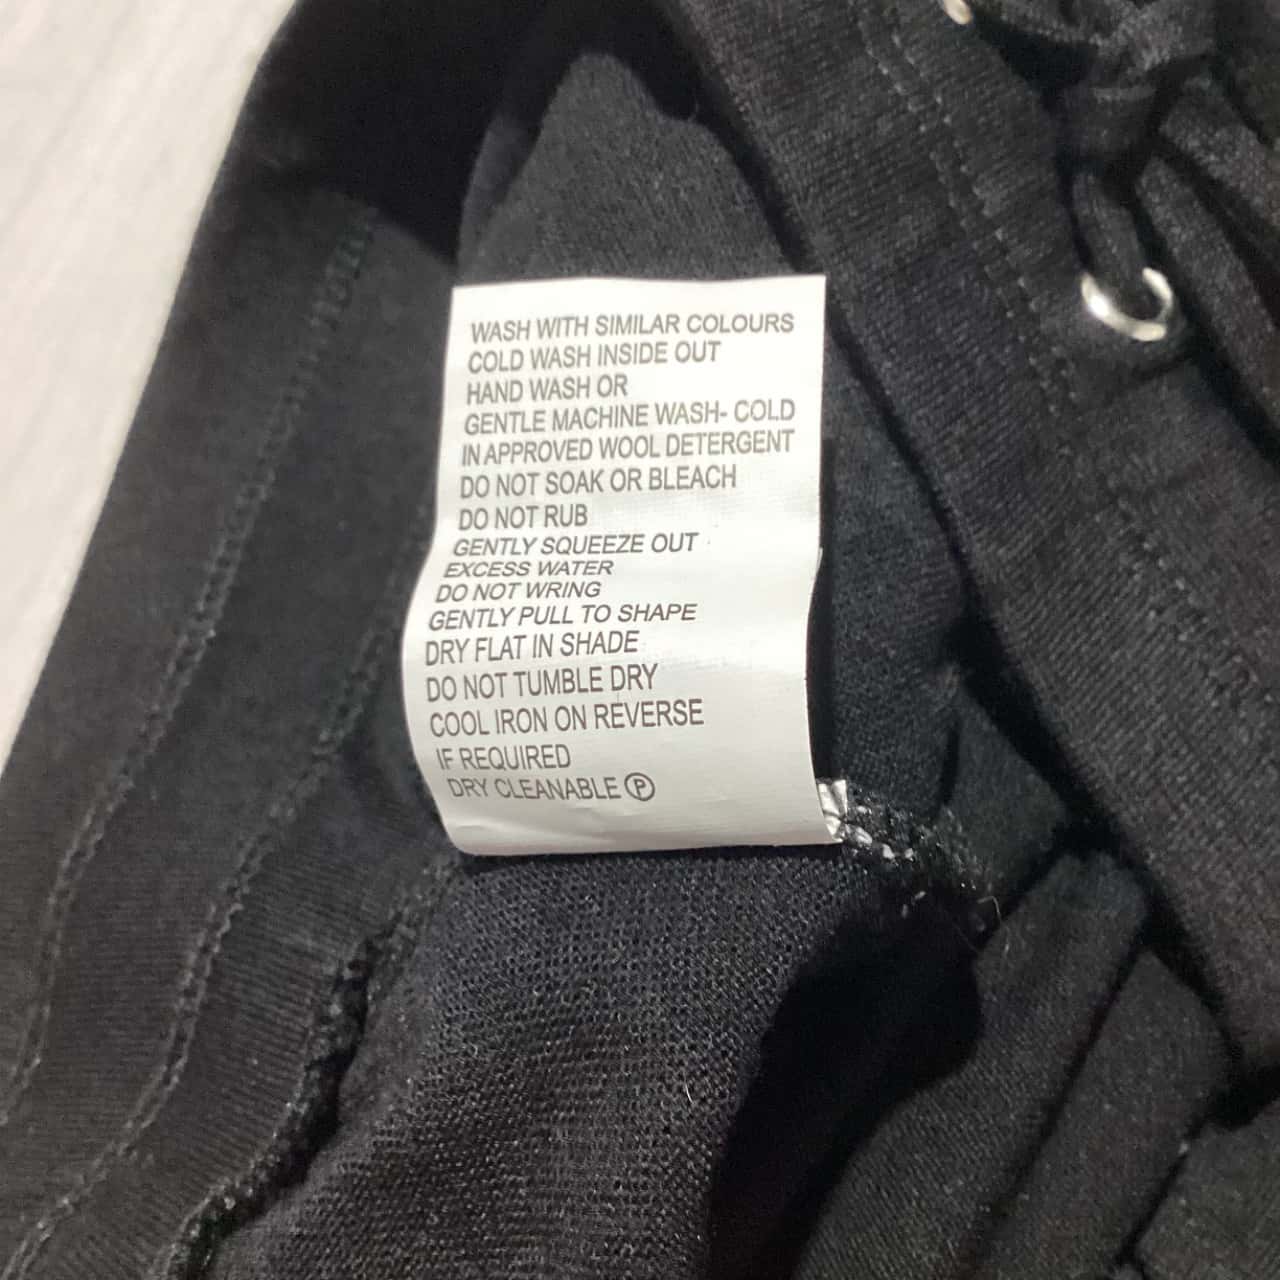 WASH WITH SIMILAR COLOURS
COLD WASH INSIDE OUT
HAND WASH OR
GENTLE MACHINE WASH- COLD
IN APPROVED WOOL DETERGENT
DO NOT SOAK OR BLEACH
DO NOT RUB
GENTLY SQUEEZE OUT
EXCESS WATER
DO NOT WRING
GENTLY PULL TO SHAPE
DRY FLAT IN SHADE
DO NOT TUMBLE DRY
COOL IRON ON REVERSE
IF REQUIRED
DRY CLEANABLE Ⓟ